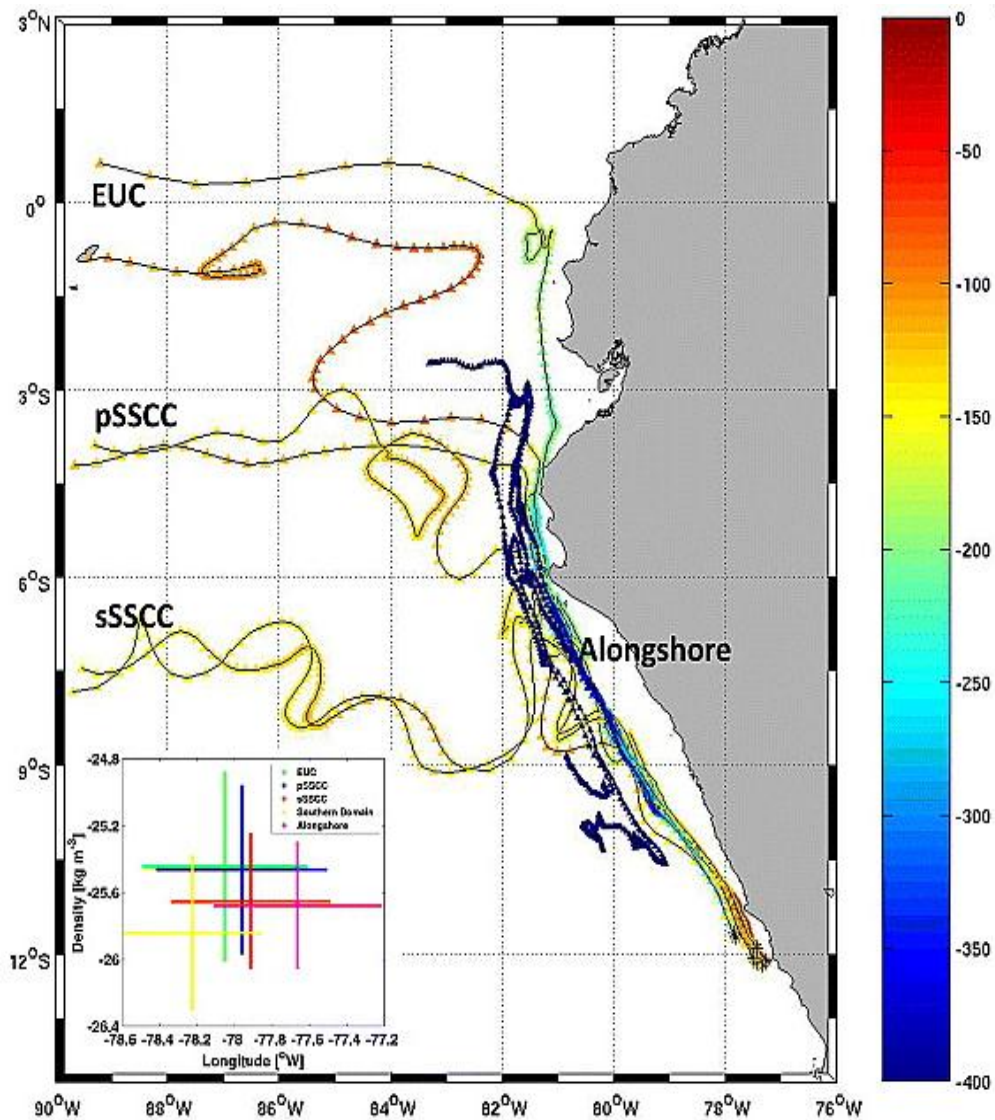 3°N
0°
3°S
6°S
9°S
12°S
EUC
pSSCC
sSSCC
Alongshore
-24.8
-25.2
-25.6
-26
-26.4
Density [kg m-3]
EUC
pSSCC
sSSCC
Southern Domain
Alongshore
-78.6 -78.4 -78.2 -78 -77.8 -77.6 -77.4 -77.2
Longitude [°W]
90°W 88°W 86°W 84°W 82°W 80°W 78°W 76°W
0
-50
-100
-150
-200
-250
-300
-350
-400